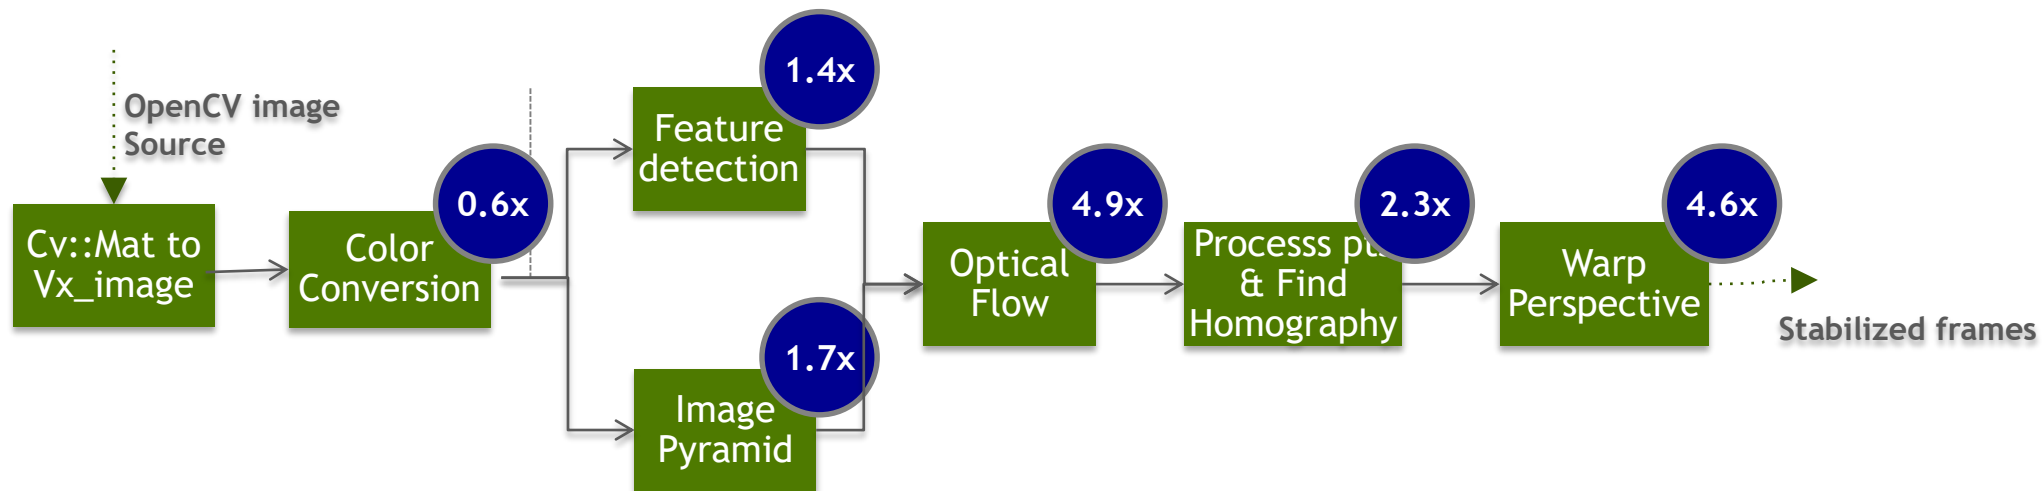 OpenCV image
Source
Cv::Mat to
Vx_image
Color
Conversion
0.6x
Feature
detection
1.4x
Image
Pyramid
1.7x
Optical
Flow
4.9x
Processs pts
& Find
Homography
2.3x
Warp
Perspective
4.6x
Stabilized frames